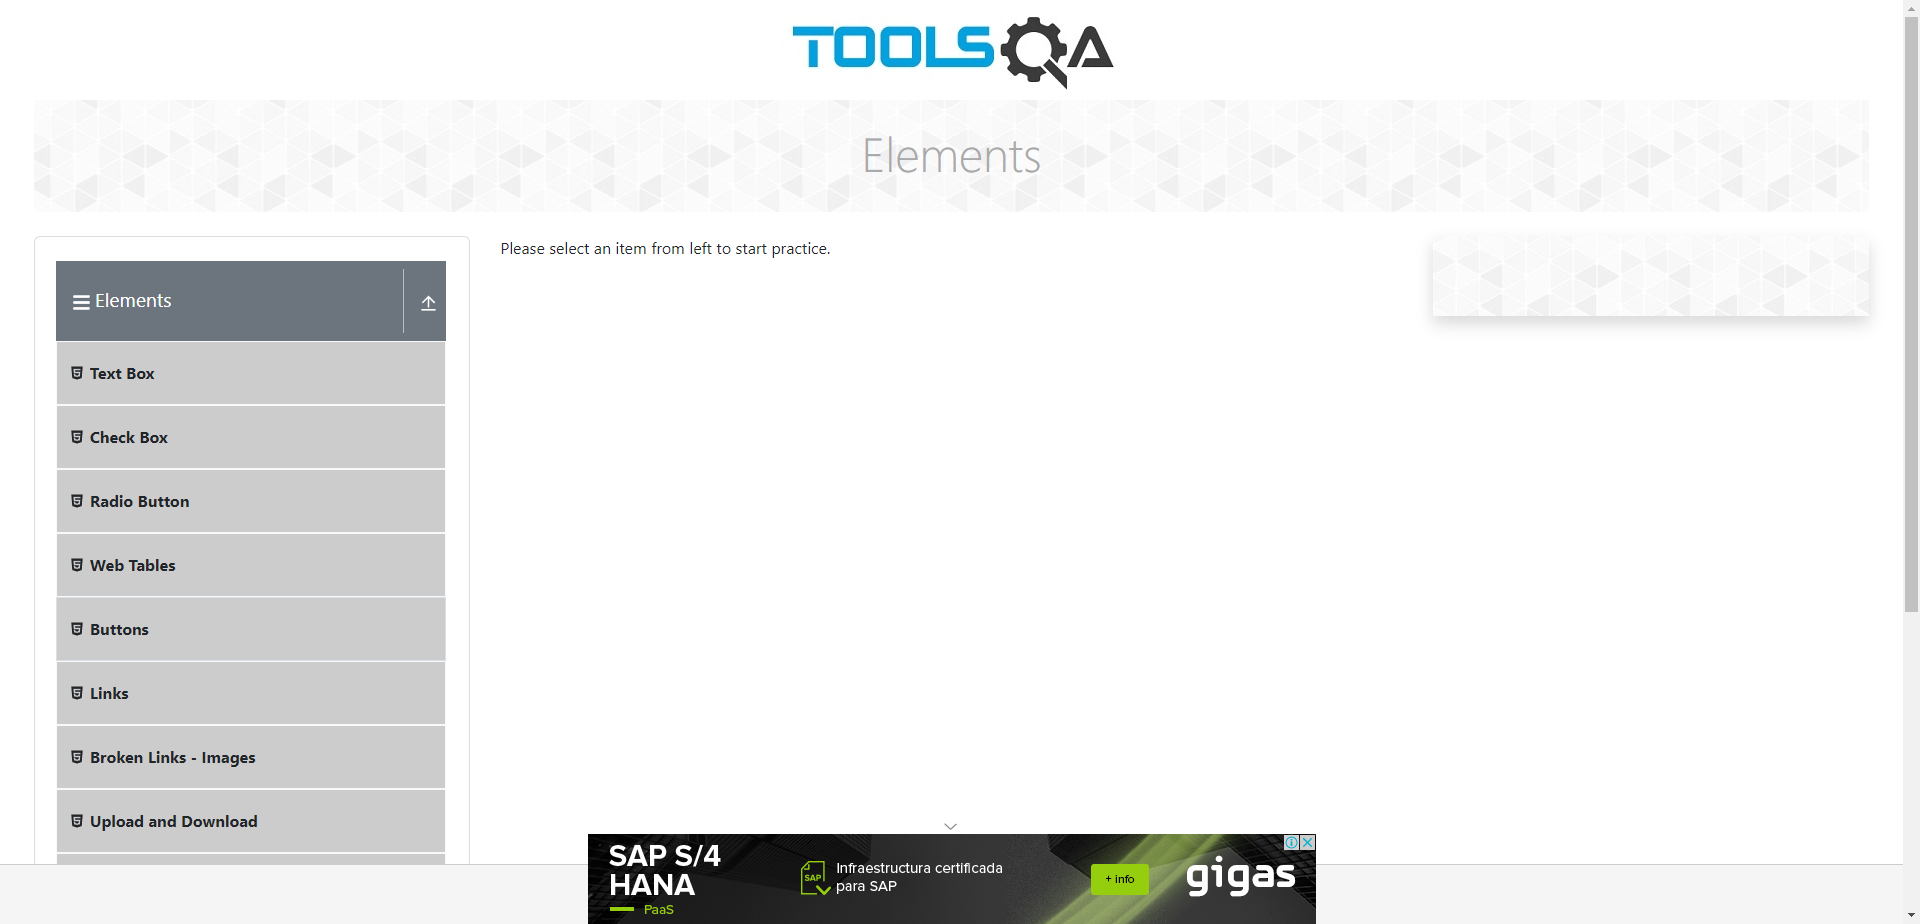 TOOLSQA
Elements
Elements
Please select an item from left to start practice.
Text Box
Check Box
Radio Button
Web Tables
Buttons
Links
Broken Links - Images
Upload and Download
SAP S/4
HANA
PaaS
SAP
Infraestructura certificada
para SAP
+ info
gigas